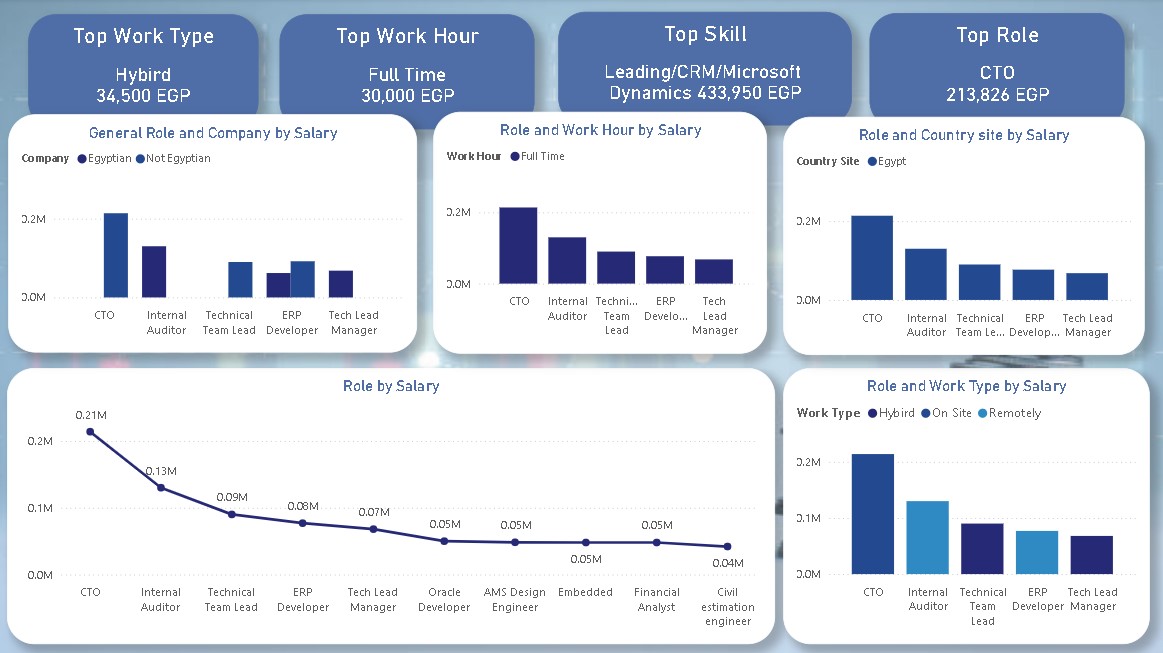 Top Work Type
Hybird
34,500 EGP
Top Work Hour
Full Time
30,000 EGP
Top Skill
Leading/CRM/Microsoft
Dynamics 433,950 EGP
Top Role
CTO
213,826 EGP
General Role and Company by Salary
Company Egyptian Not Egyptian
0.2M
0.0M
CTO
Internal
Auditor
Technical
Team Lead
ERP
Developer
Tech Lead
Manager
Role and Work Hour by Salary
Work Hour Full Time
0.2M
0.0M
CTO
Internal
Auditor
Techni...
Team
Lead
ERP
Develo...
Tech
Lead
Manager
Role and Country site by Salary
Country Site Egypt
0.2M
0.0M
CTO
Internal
Auditor
Technical
Team Le...
ERP
Develop...
Tech Lead
Manager
Role by Salary
0.2M
0.1M
0.0M
0.21M
0.13M
0.09M
0.08M
0.07M
0.05M
0.05M
0.05M
0.05M
0.04M
CTO
Internal
Auditor
Technical
Team Lead
ERP
Developer
Tech Lead
Manager
Oracle
Developer
AMS Design
Engineer
Embedded
Financial
Analyst
Civil
estimation
engineer
Role and Work Type by Salary
Work Type Hybird On Site Remotely
0.2M
0.1M
0.0M
CTO
Internal
Auditor
Technical
Team
Lead
ERP
Developer
Tech Lead
Manager